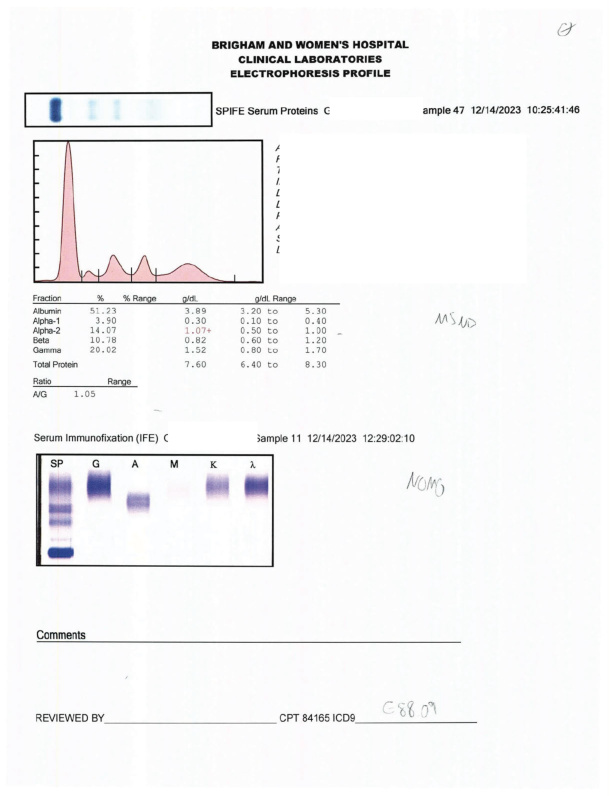 BRIGHAM AND WOMEN'S HOSPITAL
CLINICAL LABORATORIES
ELECTROPHORESIS PROFILE
SPIFE Serum Proteins G ample 47 12/14/2023 10:25:41:46
Fraction % % Range g/dL g/dL Range
Albumin 51.23 3.89 3.20 to 5.30
Alpha-1 3.90 0.30 0.10 to 0.40
Alpha-2 14.07 1.07+ 0.50 to 1.00
Beta 10.78 0.82 0.60 to 1.20
Gamma 20.02 1.52 0.80 to 1.70
MSND
Total Protein 7.60 6.40 to 8.30
Ratio Range
A/G 1.05
Serum Immunofixation (IFE) Sample 11 12/14/2023 12:29:02:10
SP G A M K λ
NOMG
Comments
REVIEWED BY CPT 84165 ICD9 E88.09